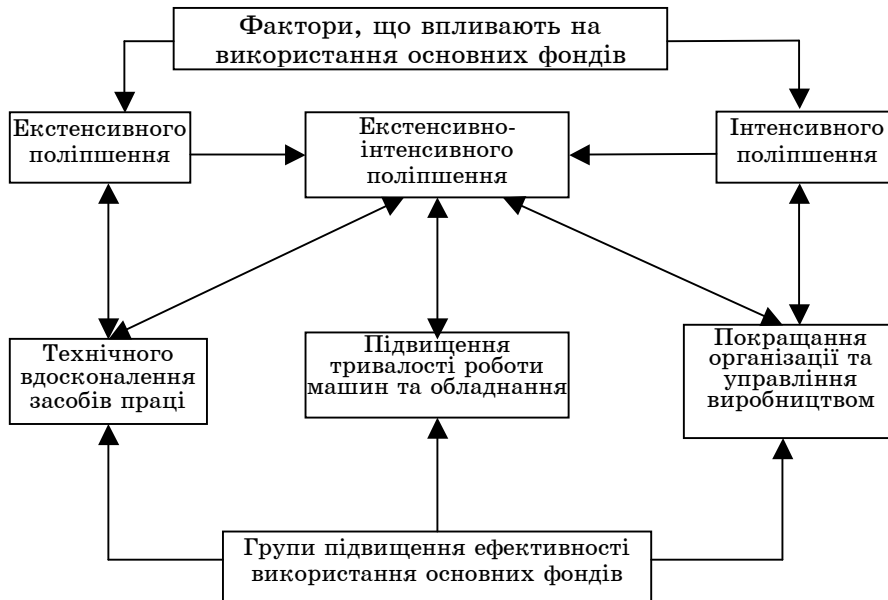 Фактори, що впливають на
використання основних фондів
Екстенсивного
поліпшення
Екстенсивно-
інтенсивного
поліпшення
Інтенсивного
поліпшення
Технічного
вдосконалення
засобів праці
Підвищення
тривалості роботи
машин та обладнання
Покращання
організації та
управління
виробництвом
Групи підвищення ефективності
використання основних фондів